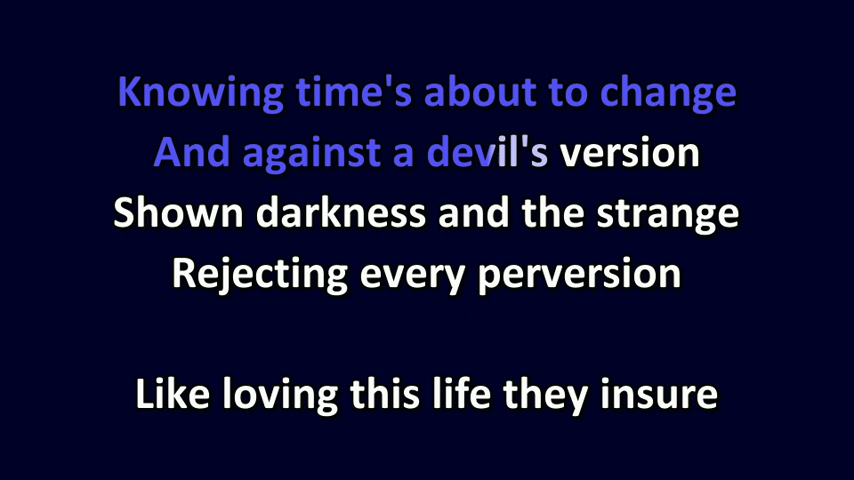 Knowing time's about to change
And against a devil's version
Shown darkness and the strange
Rejecting every perversion
Like loving this life they insure